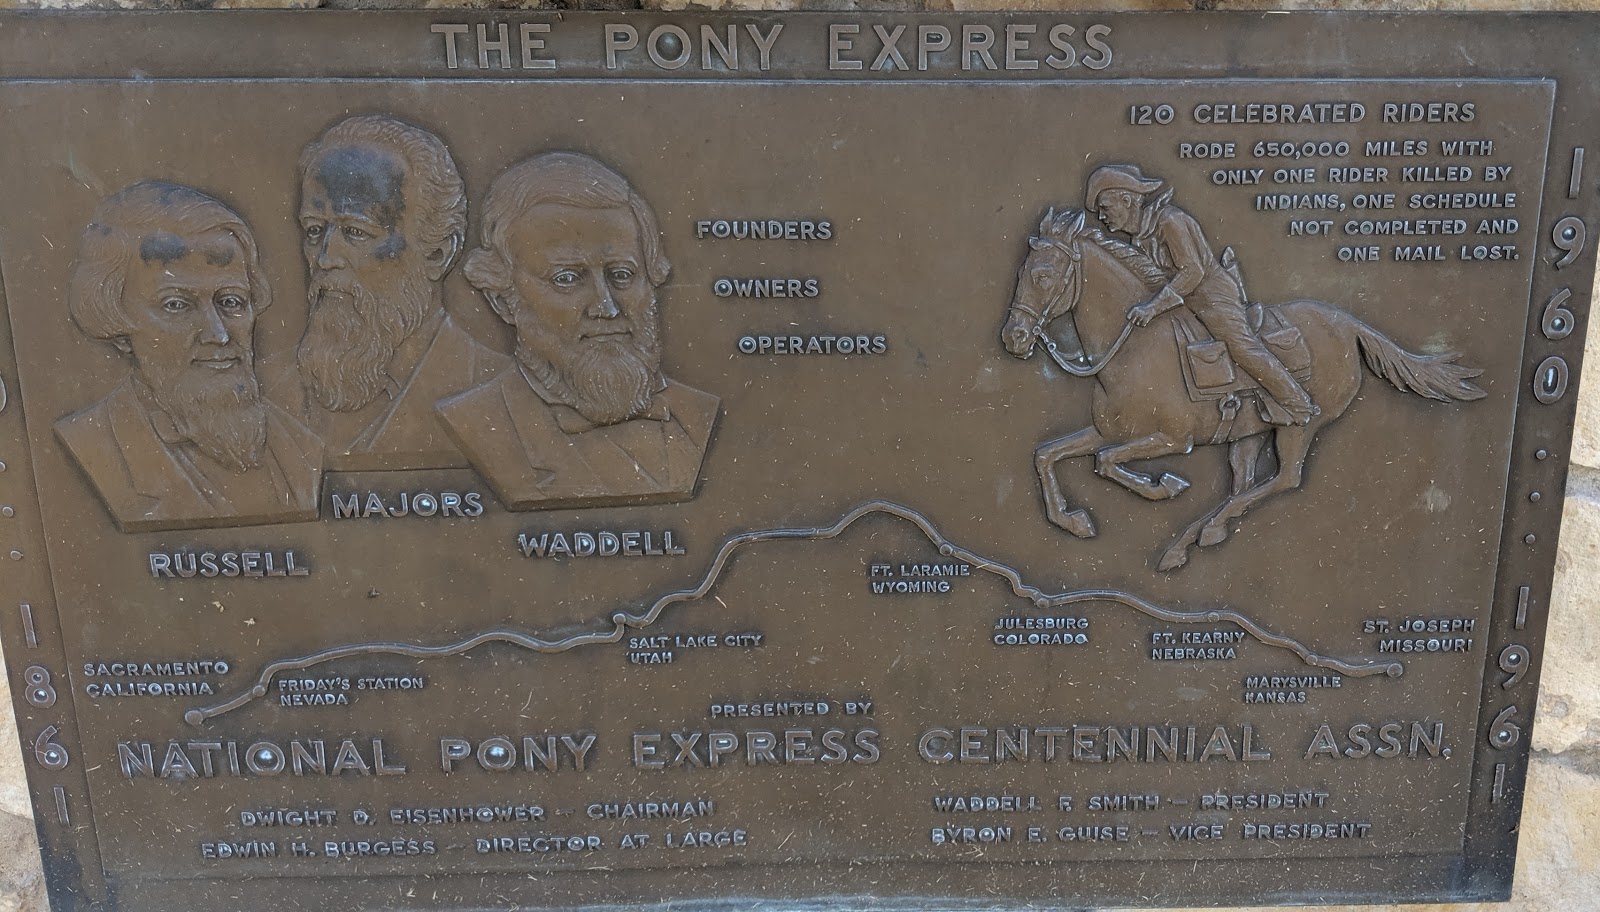 THE PONY EXPRESS
120 CELEBRATED RIDERS
RODE 650,000 MILES WITH
ONLY ONE RIDER KILLED BY
INDIANS, ONE SCHEDULE
NOT COMPLETED AND
ONE MAIL LOST.
FOUNDERS
OWNERS
OPERATORS
RUSSELL
MAJORS
WADDELL
SACRAMENTO
CALIFORNIA
FRIDAY'S STATION
NEVADA
SALT LAKE CITY
UTAH
FT. LARAMIE
WYOMING
JULESBURG
COLORADO
FT. KEARNY
NEBRASKA
MARYSVILLE
KANSAS
ST. JOSEPH
MISSOURI
PRESENTED BY
NATIONAL PONY EXPRESS CENTENNIAL ASSN.
DWIGHT D. EISENHOWER – CHAIRMAN
EDWIN H. BURGESS – DIRECTOR AT LARGE
WADDELL F. SMITH – PRESIDENT
BYRON E. GUISE – VICE PRESIDENT
1861
1960 · · · 1961